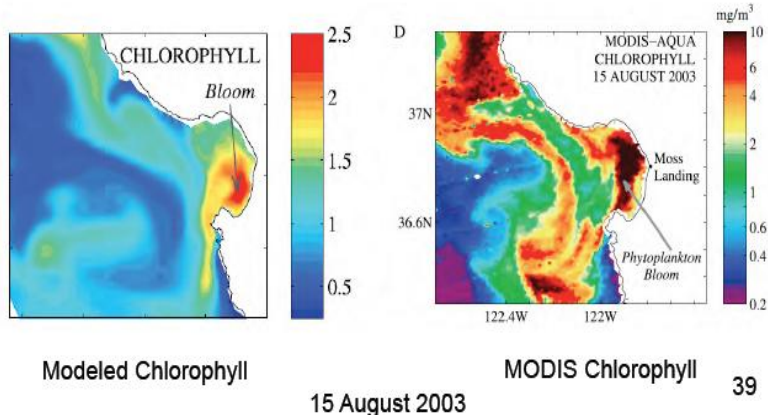 CHLOROPHYLL
Bloom
2.5
2
1.5
1
0.5
D
MODIS-AQUA
CHLOROPHYLL
15 AUGUST 2003
37N
36.6N
Moss
Landing
Phytoplankton
Bloom
122.4W
122W
mg/m³
10
6
4
2
1
0.6
0.4
0.2
Modeled Chlorophyll
MODIS Chlorophyll
15 August 2003
39